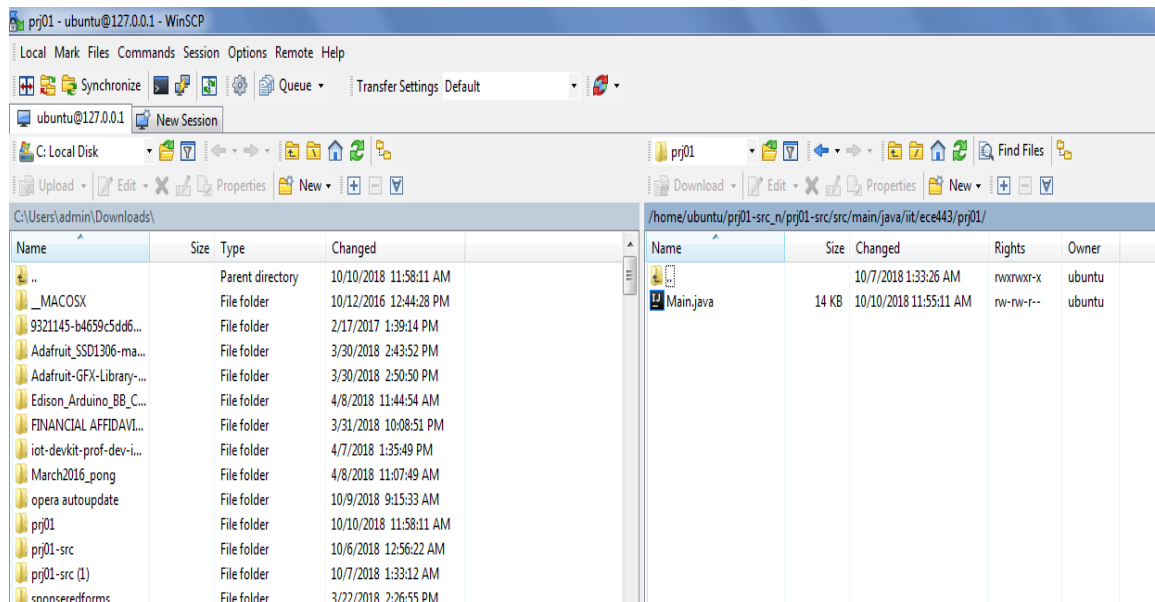 prj01 - ubuntu@127.0.0.1 - WinSCP
Local Mark Files Commands Session Options Remote Help
Synchronize Queue Transfer Settings Default
ubuntu@127.0.0.1 New Session
C: Local Disk prj01 Find Files
Upload Edit Properties New Download Edit Properties New
C:\Users\admin\Downloads\ /home/ubuntu/prj01-src_n/prj01-src/src/main/java/iit/ece443/prj01/
Name Size Type Changed Name Size Changed Rights Owner
.. Parent directory 10/10/2018 11:58:11 AM .. 10/7/2018 1:33:26 AM rwxrwxr-x ubuntu
__MACOSX File folder 10/12/2016 12:44:28 PM Main.java 14 KB 10/10/2018 11:55:11 AM rw-rw-r-- ubuntu
9321145-b4659c5dd6... File folder 2/17/2017 1:39:14 PM
Adafruit_SSD1306-ma... File folder 3/30/2018 2:43:52 PM
Adafruit-GFX-Library-... File folder 3/30/2018 2:50:50 PM
Edison_Arduino_BB_C... File folder 4/8/2018 11:44:54 AM
FINANCIAL AFFIDAVI... File folder 3/31/2018 10:08:51 PM
iot-devkit-prof-dev-i... File folder 4/7/2018 1:35:49 PM
March2016_pong File folder 4/8/2018 11:07:49 AM
opera autoupdate File folder 10/9/2018 9:15:33 AM
prj01 File folder 10/10/2018 11:58:11 AM
prj01-src File folder 10/6/2018 12:56:22 AM
prj01-src (1) File folder 10/7/2018 1:33:12 AM
sponseredforms File folder 3/22/2018 2:26:55 PM